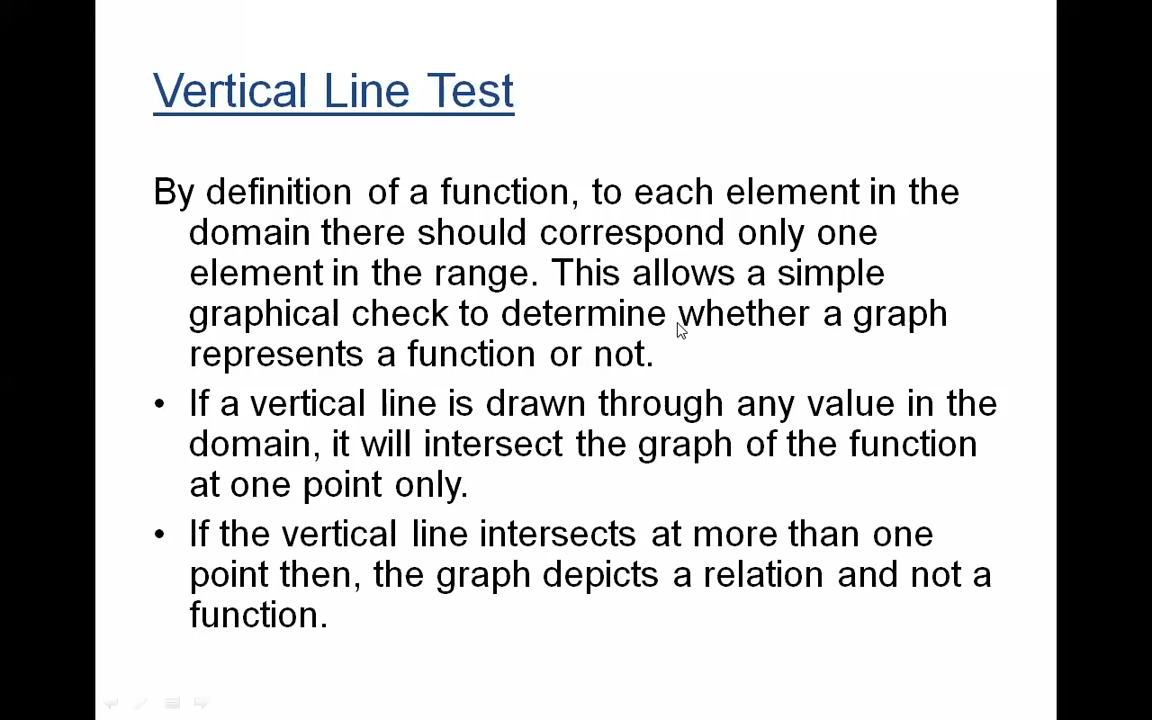 Vertical Line Test
By definition of a function, to each element in the
domain there should correspond only one
element in the range. This allows a simple
graphical check to determine whether a graph
represents a function or not.
• If a vertical line is drawn through any value in the
domain, it will intersect the graph of the function
at one point only.
• If the vertical line intersects at more than one
point then, the graph depicts a relation and not a
function.